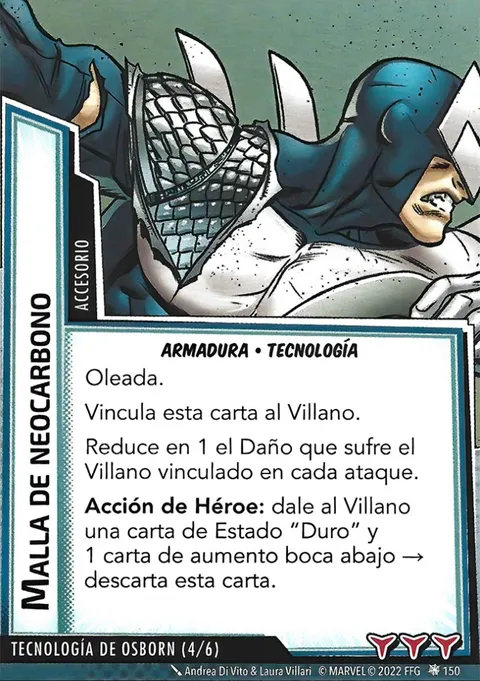 ACCESORIO
MALLA DE NEOCARBONO
ARMADURA • TECNOLOGÍA
Oleada.
Vincula esta carta al Villano.
Reduce en 1 el Daño que sufre el
Villano vinculado en cada ataque.
Acción de Héroe: dale al Villano
una carta de Estado “Duro” y
1 carta de aumento boca abajo →
descarta esta carta.
TECNOLOGÍA DE OSBORN (4/6)
Andrea Di Vito & Laura Villari © MARVEL © 2022 FFG 150